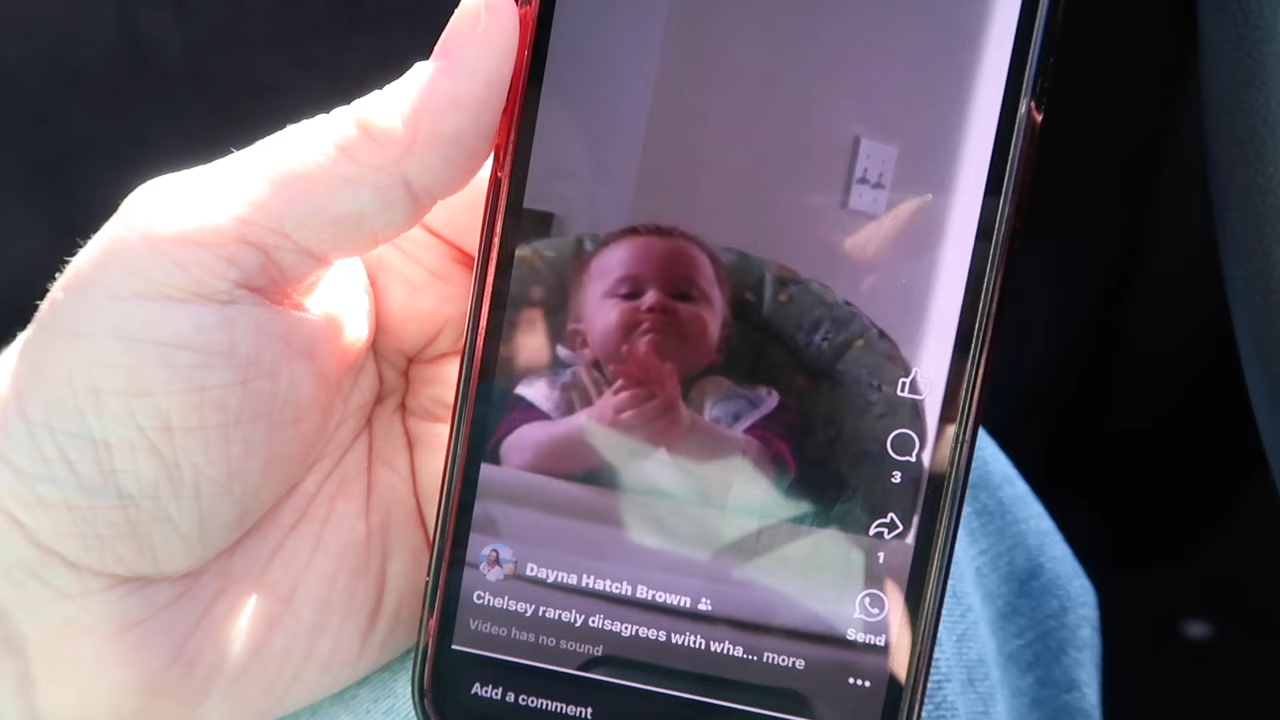 3
1
Dayna Hatch Brown
Send
Chelsey rarely disagrees with wha... more
Video has no sound
Add a comment